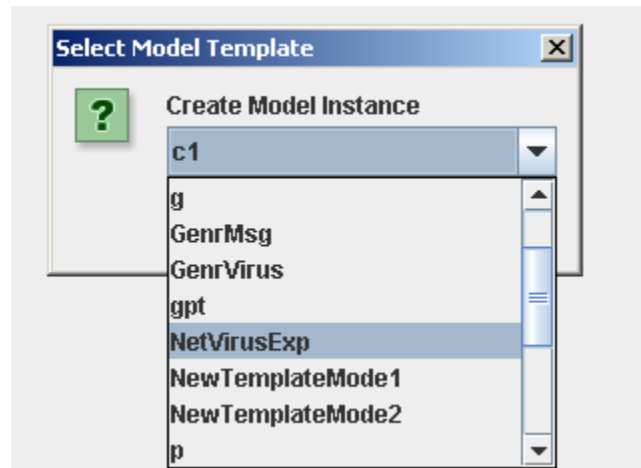 Select Model Template
?
Create Model Instance
c1
g
GenrMsg
GenrVirus
gpt
NetVirusExp
NewTemplateMode1
NewTemplateMode2
p